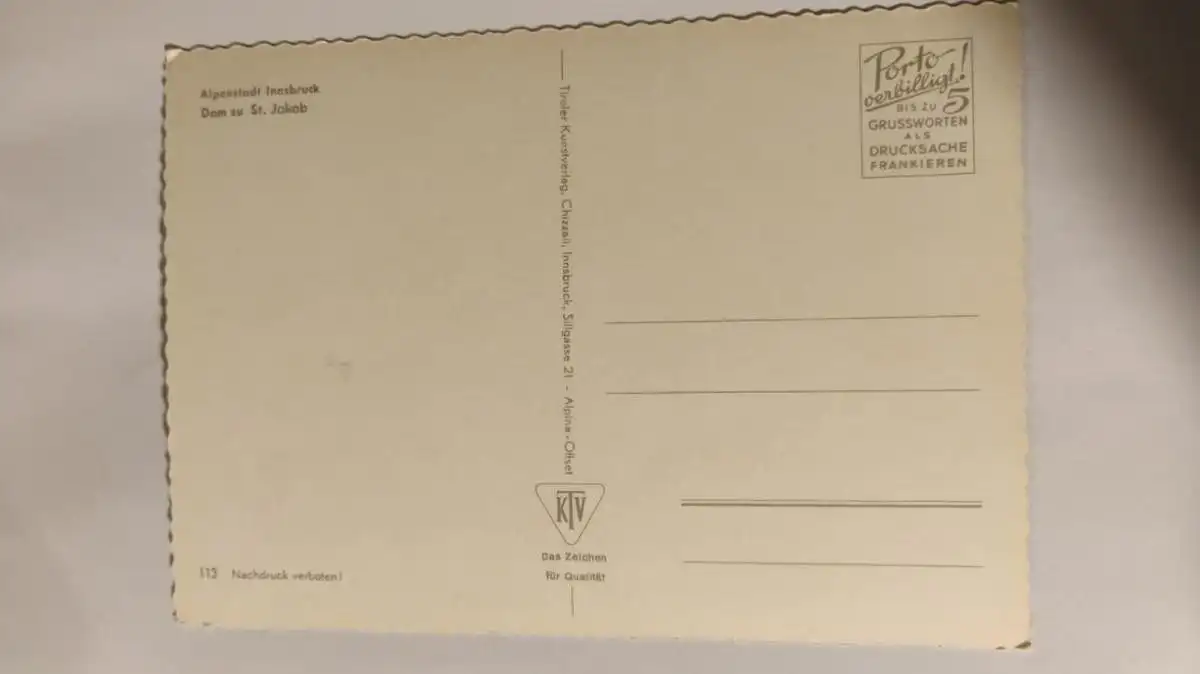 Alpenstadt Innsbruck
Dom zu St. Jakob
Porto
verbilligt!
BIS ZU 5
GRUSSWORTEN
ALS
DRUCKSACHE
FRANKIEREN
Tiroler Kunstverlag, Chizzali, Innsbruck, Sillgasse 21 - Alpina-Offset
KTV
Das Zeichen
für Qualität
112 Nachdruck verboten!